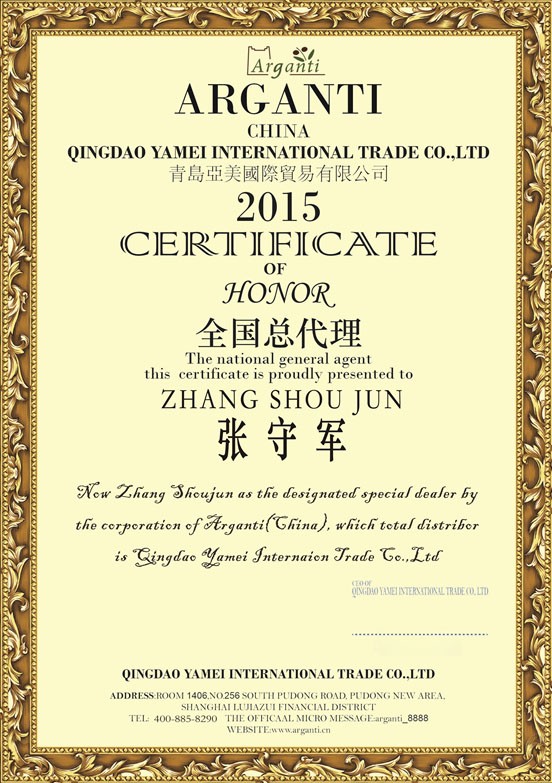 Arganti
ARGANTI
CHINA
QINGDAO YAMEI INTERNATIONAL TRADE CO.,LTD
青島亞美國際貿易有限公司
2015
CERTIFICATE
OF
HONOR
全国总代理
The national general agent
this certificate is proudly presented to
ZHANG SHOU JUN
张守军
Now Zhang Shoujun as the designated special dealer by
the corporation of Arganti(China), which total distribor
is Qingdao Yamei Internaion Trade Co.,Ltd
CEO OF
QINGDAO YAMEI INTERNATIONAL TRADE CO, LTD
QINGDAO YAMEI INTERNATIONAL TRADE CO.,LTD
ADDRESS:ROOM 1406,NO.256 SOUTH PUDONG ROAD, PUDONG NEW AREA,
SHANGHAI LUJIAZUI FINANCIAL DISTRICT
TEL: 400-885-8290 THE OFFICAAL MICRO MESSAGE:arganti_8888
WEBSITE:www.arganti.cn